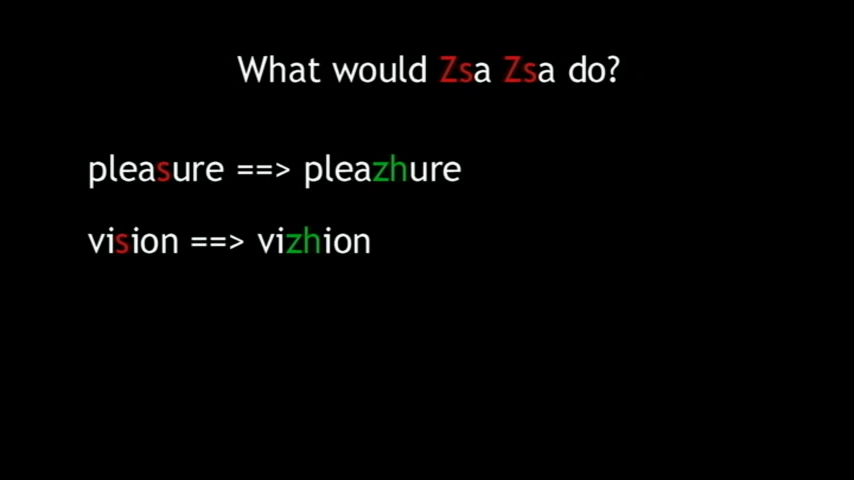 What would Zsa Zsa do?
pleasure ==> pleazhure
vision ==> vizhion